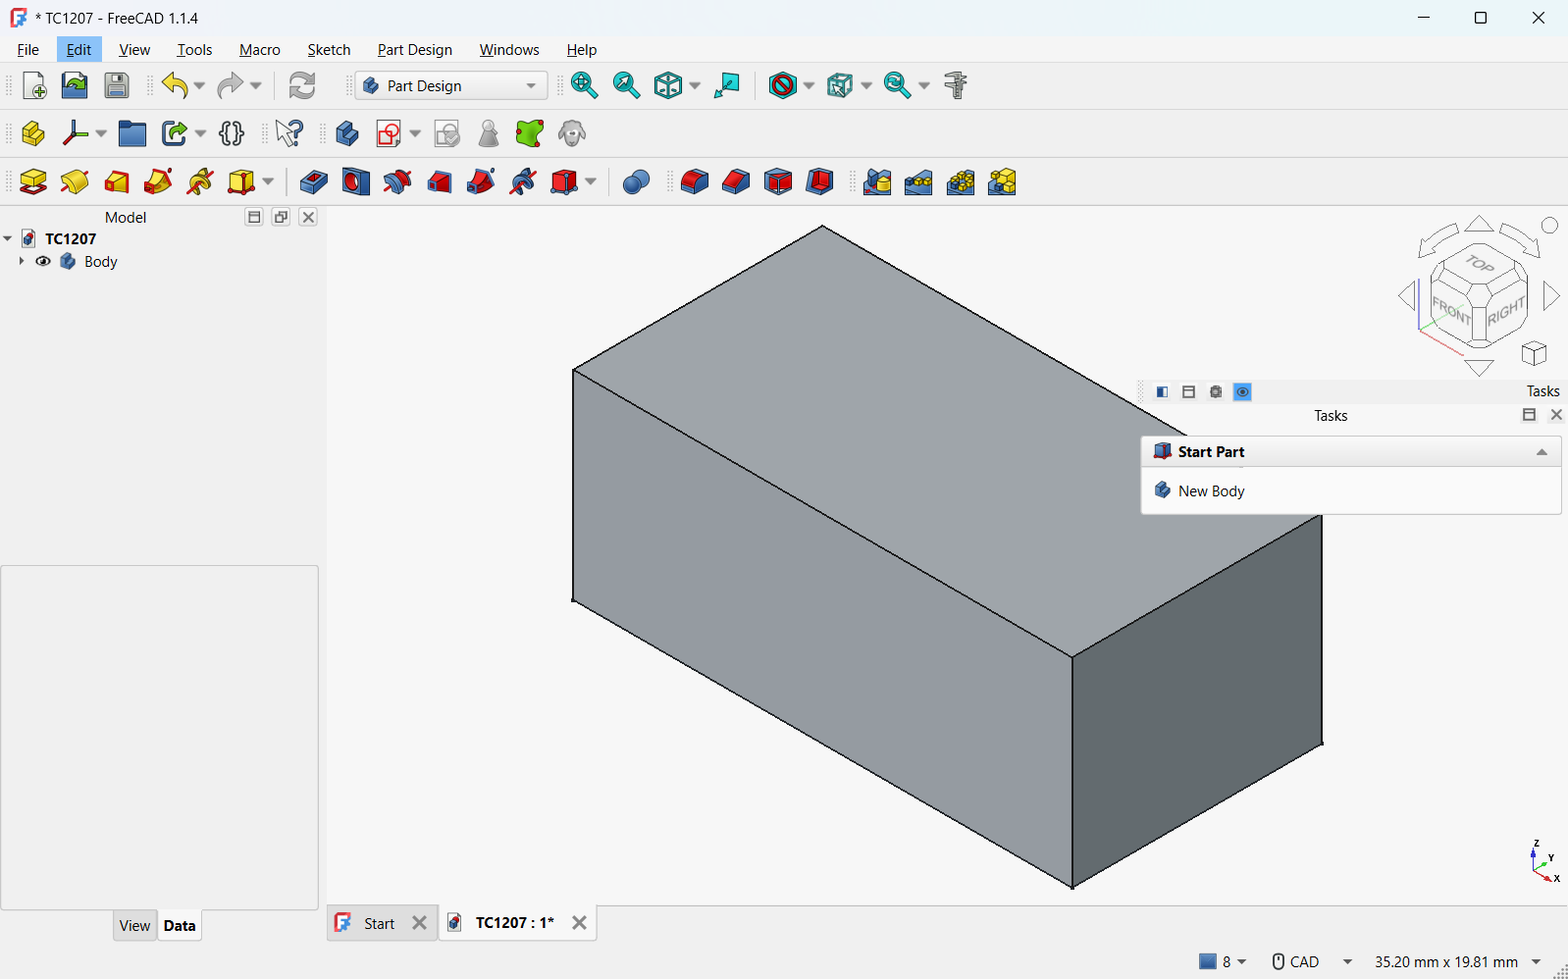 * TC1207 - FreeCAD 1.1.4
File Edit View Tools Macro Sketch Part Design Windows Help
Part Design
Model
TC1207
Body
TOP
FRONT
RIGHT
Tasks
Tasks
Start Part
New Body
Z
Y
X
View Data
Start TC1207 : 1*
8 CAD 35.20 mm x 19.81 mm